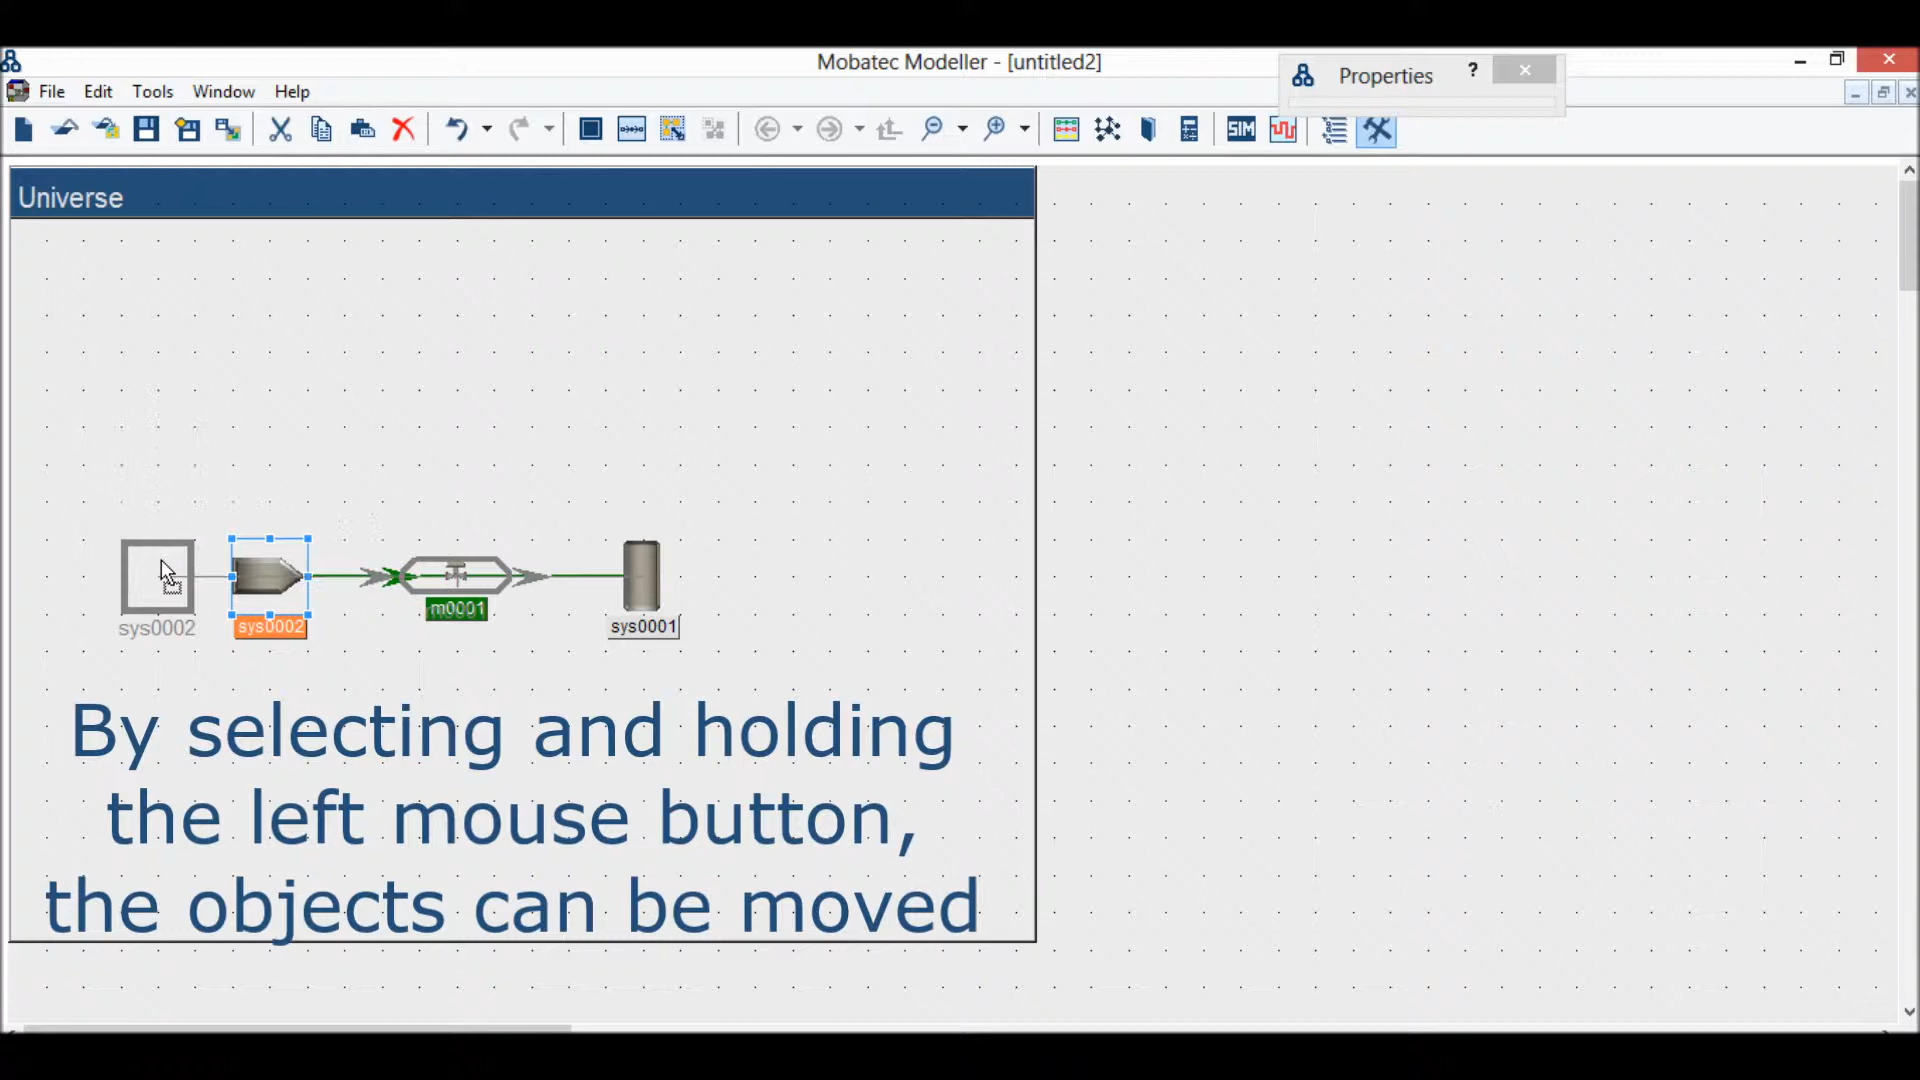 Mobatec Modeller - [untitled2]
Properties
File Edit Tools Window Help
SIM
Universe
sys0002
sys0002
m0001
sys0001
By selecting and holding
the left mouse button,
the objects can be moved